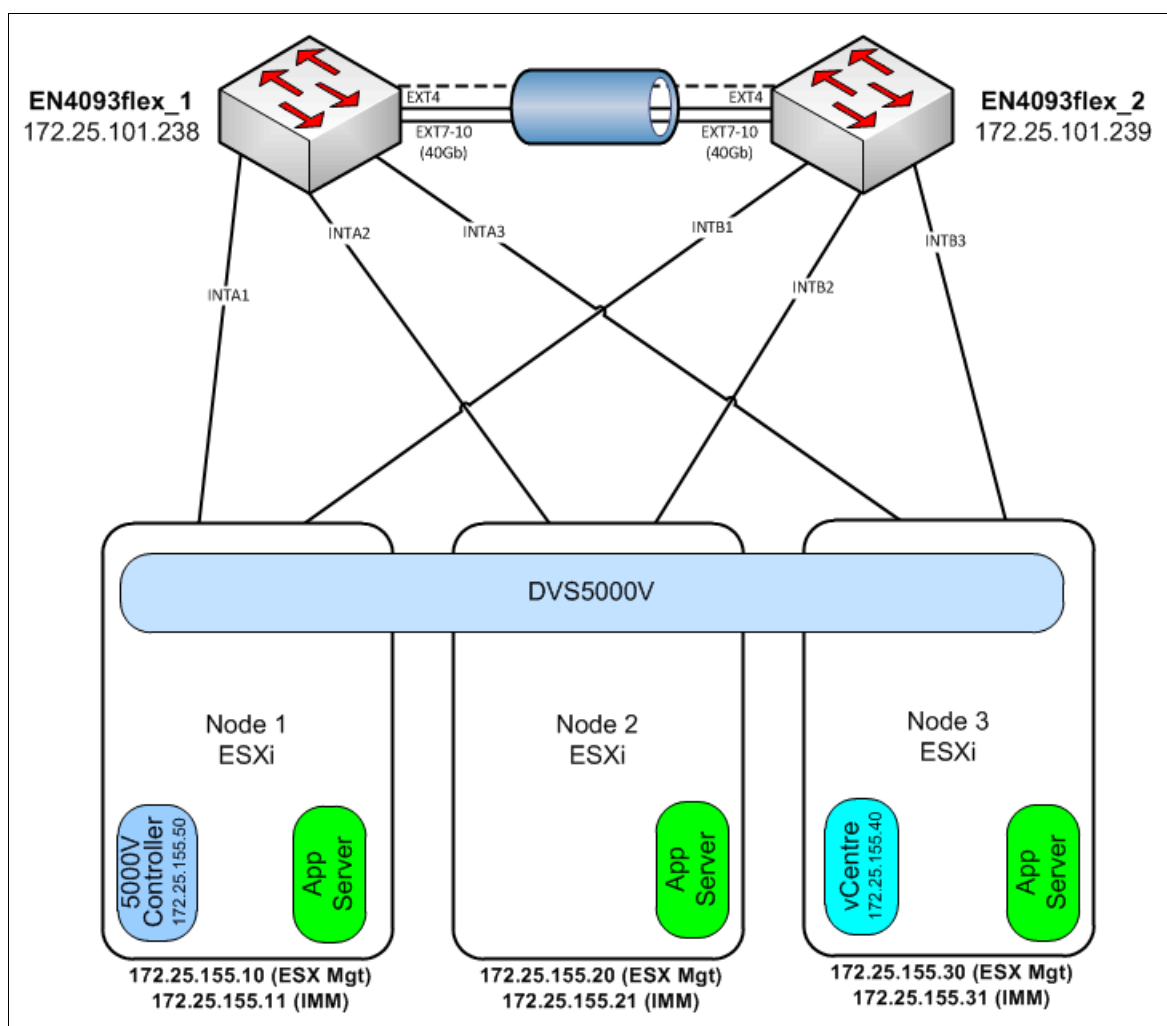 EN4093flex_1
172.25.101.238
EXT4
EXT7-10
(40Gb)
EXT4
EXT7-10
(40Gb)
EN4093flex_2
172.25.101.239
INTA1
INTA2
INTA3
INTB1
INTB2
INTB3
DVS5000V
Node 1
ESXi
Node 2
ESXi
Node 3
ESXi
5000V
Controller
172.25.155.50
App
Server
App
Server
vCentre
172.25.155.40
App
Server
172.25.155.10 (ESX Mgt)
172.25.155.11 (IMM)
172.25.155.20 (ESX Mgt)
172.25.155.21 (IMM)
172.25.155.30 (ESX Mgt)
172.25.155.31 (IMM)